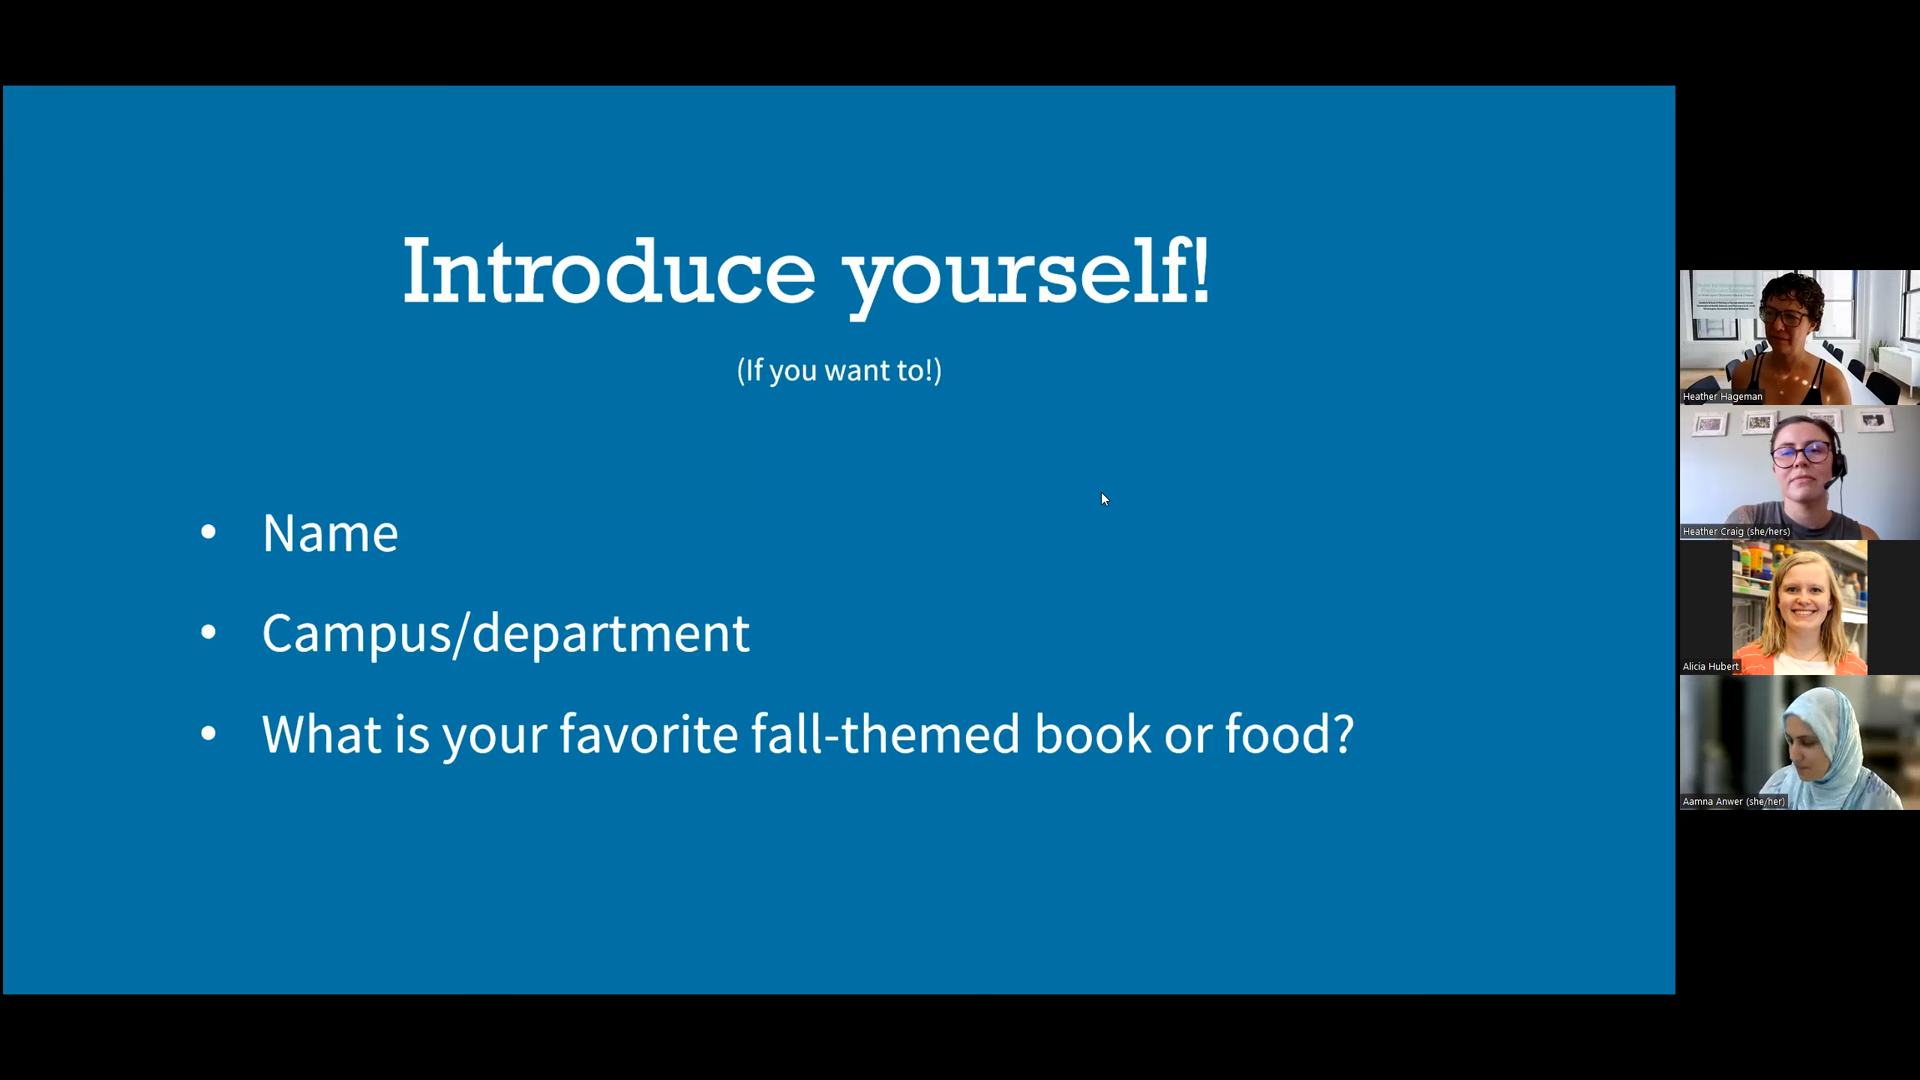 Introduce yourself!
(If you want to!)
• Name
• Campus/department
• What is your favorite fall-themed book or food?
Heather Hageman
Heather Craig (she/hers)
Alicia Hubert
Aamna Anwer (she/her)